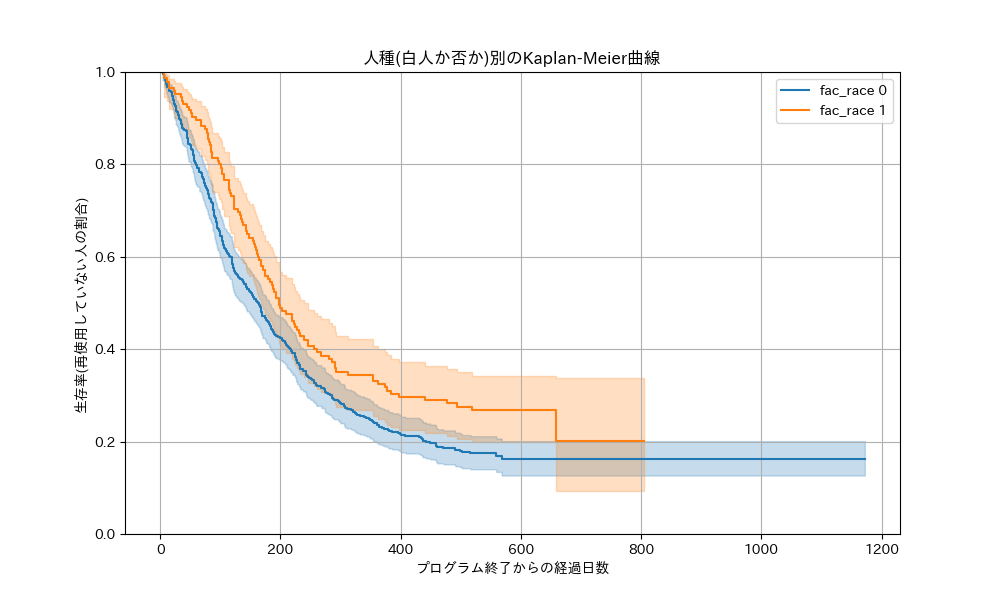 人種(白人か否か)別のKaplan-Meier曲線
fac_race 0
fac_race 1
生存率(再使用していない人の割合)
1.0
0.8
0.6
0.4
0.2
0.0
0 200 400 600 800 1000 1200
プログラム終了からの経過日数